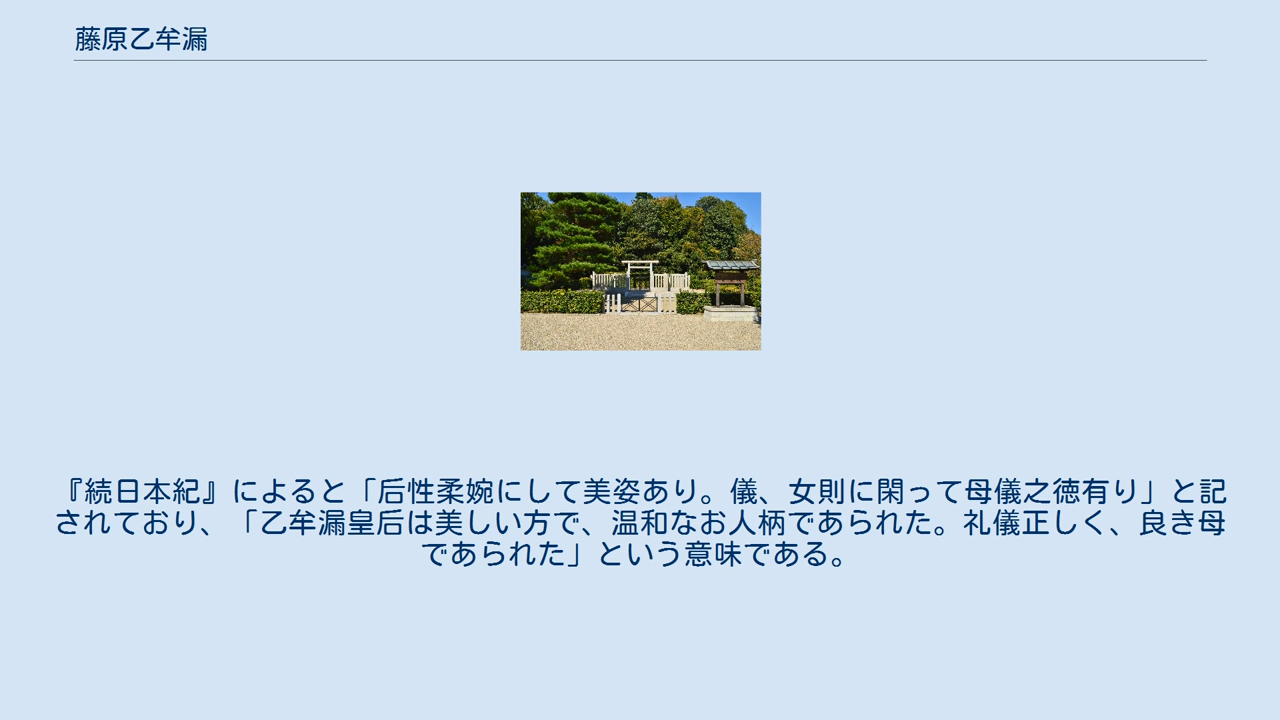 藤原乙牟漏
『続日本紀』によると「后性柔婉にして美姿あり。儀、女則に閑って母儀之徳有り」と記
されており、「乙牟漏皇后は美しい方で、温和なお人柄であられた。礼儀正しく、良き母
であられた」という意味である。